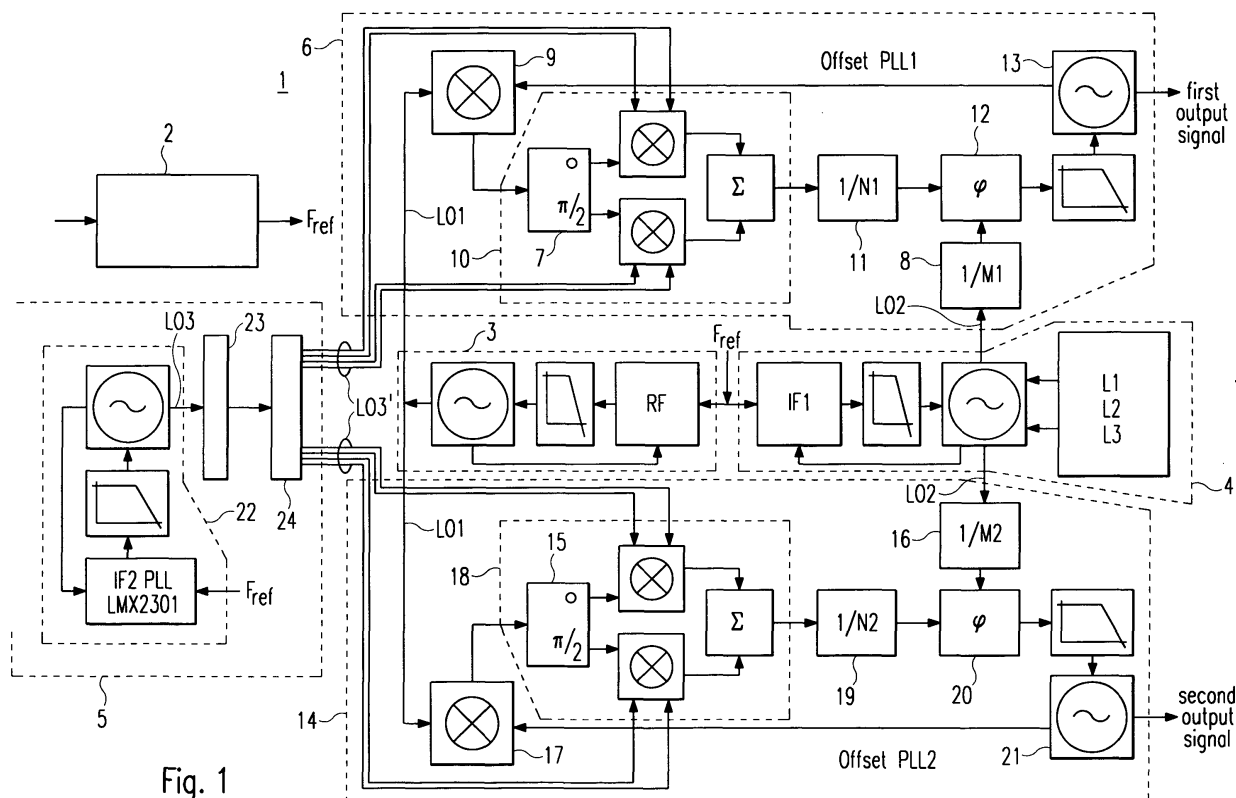 1
2
Fref
6
9
Offset PLL1
13
first
output
signal
12
LO1
π/2
7
10
Σ
1/N1
11
φ
8
1/M1
LO2
LO3
23
22
24
IF2 PLL
LMX2301
Fref
5
LO3'
3
RF
Fref
IF1
L1
L2
L3
4
LO2
LO1
15
18
π/2
Σ
16
1/M2
1/N2
19
φ
20
14
17
Offset PLL2
21
second
output
signal
Fig. 1